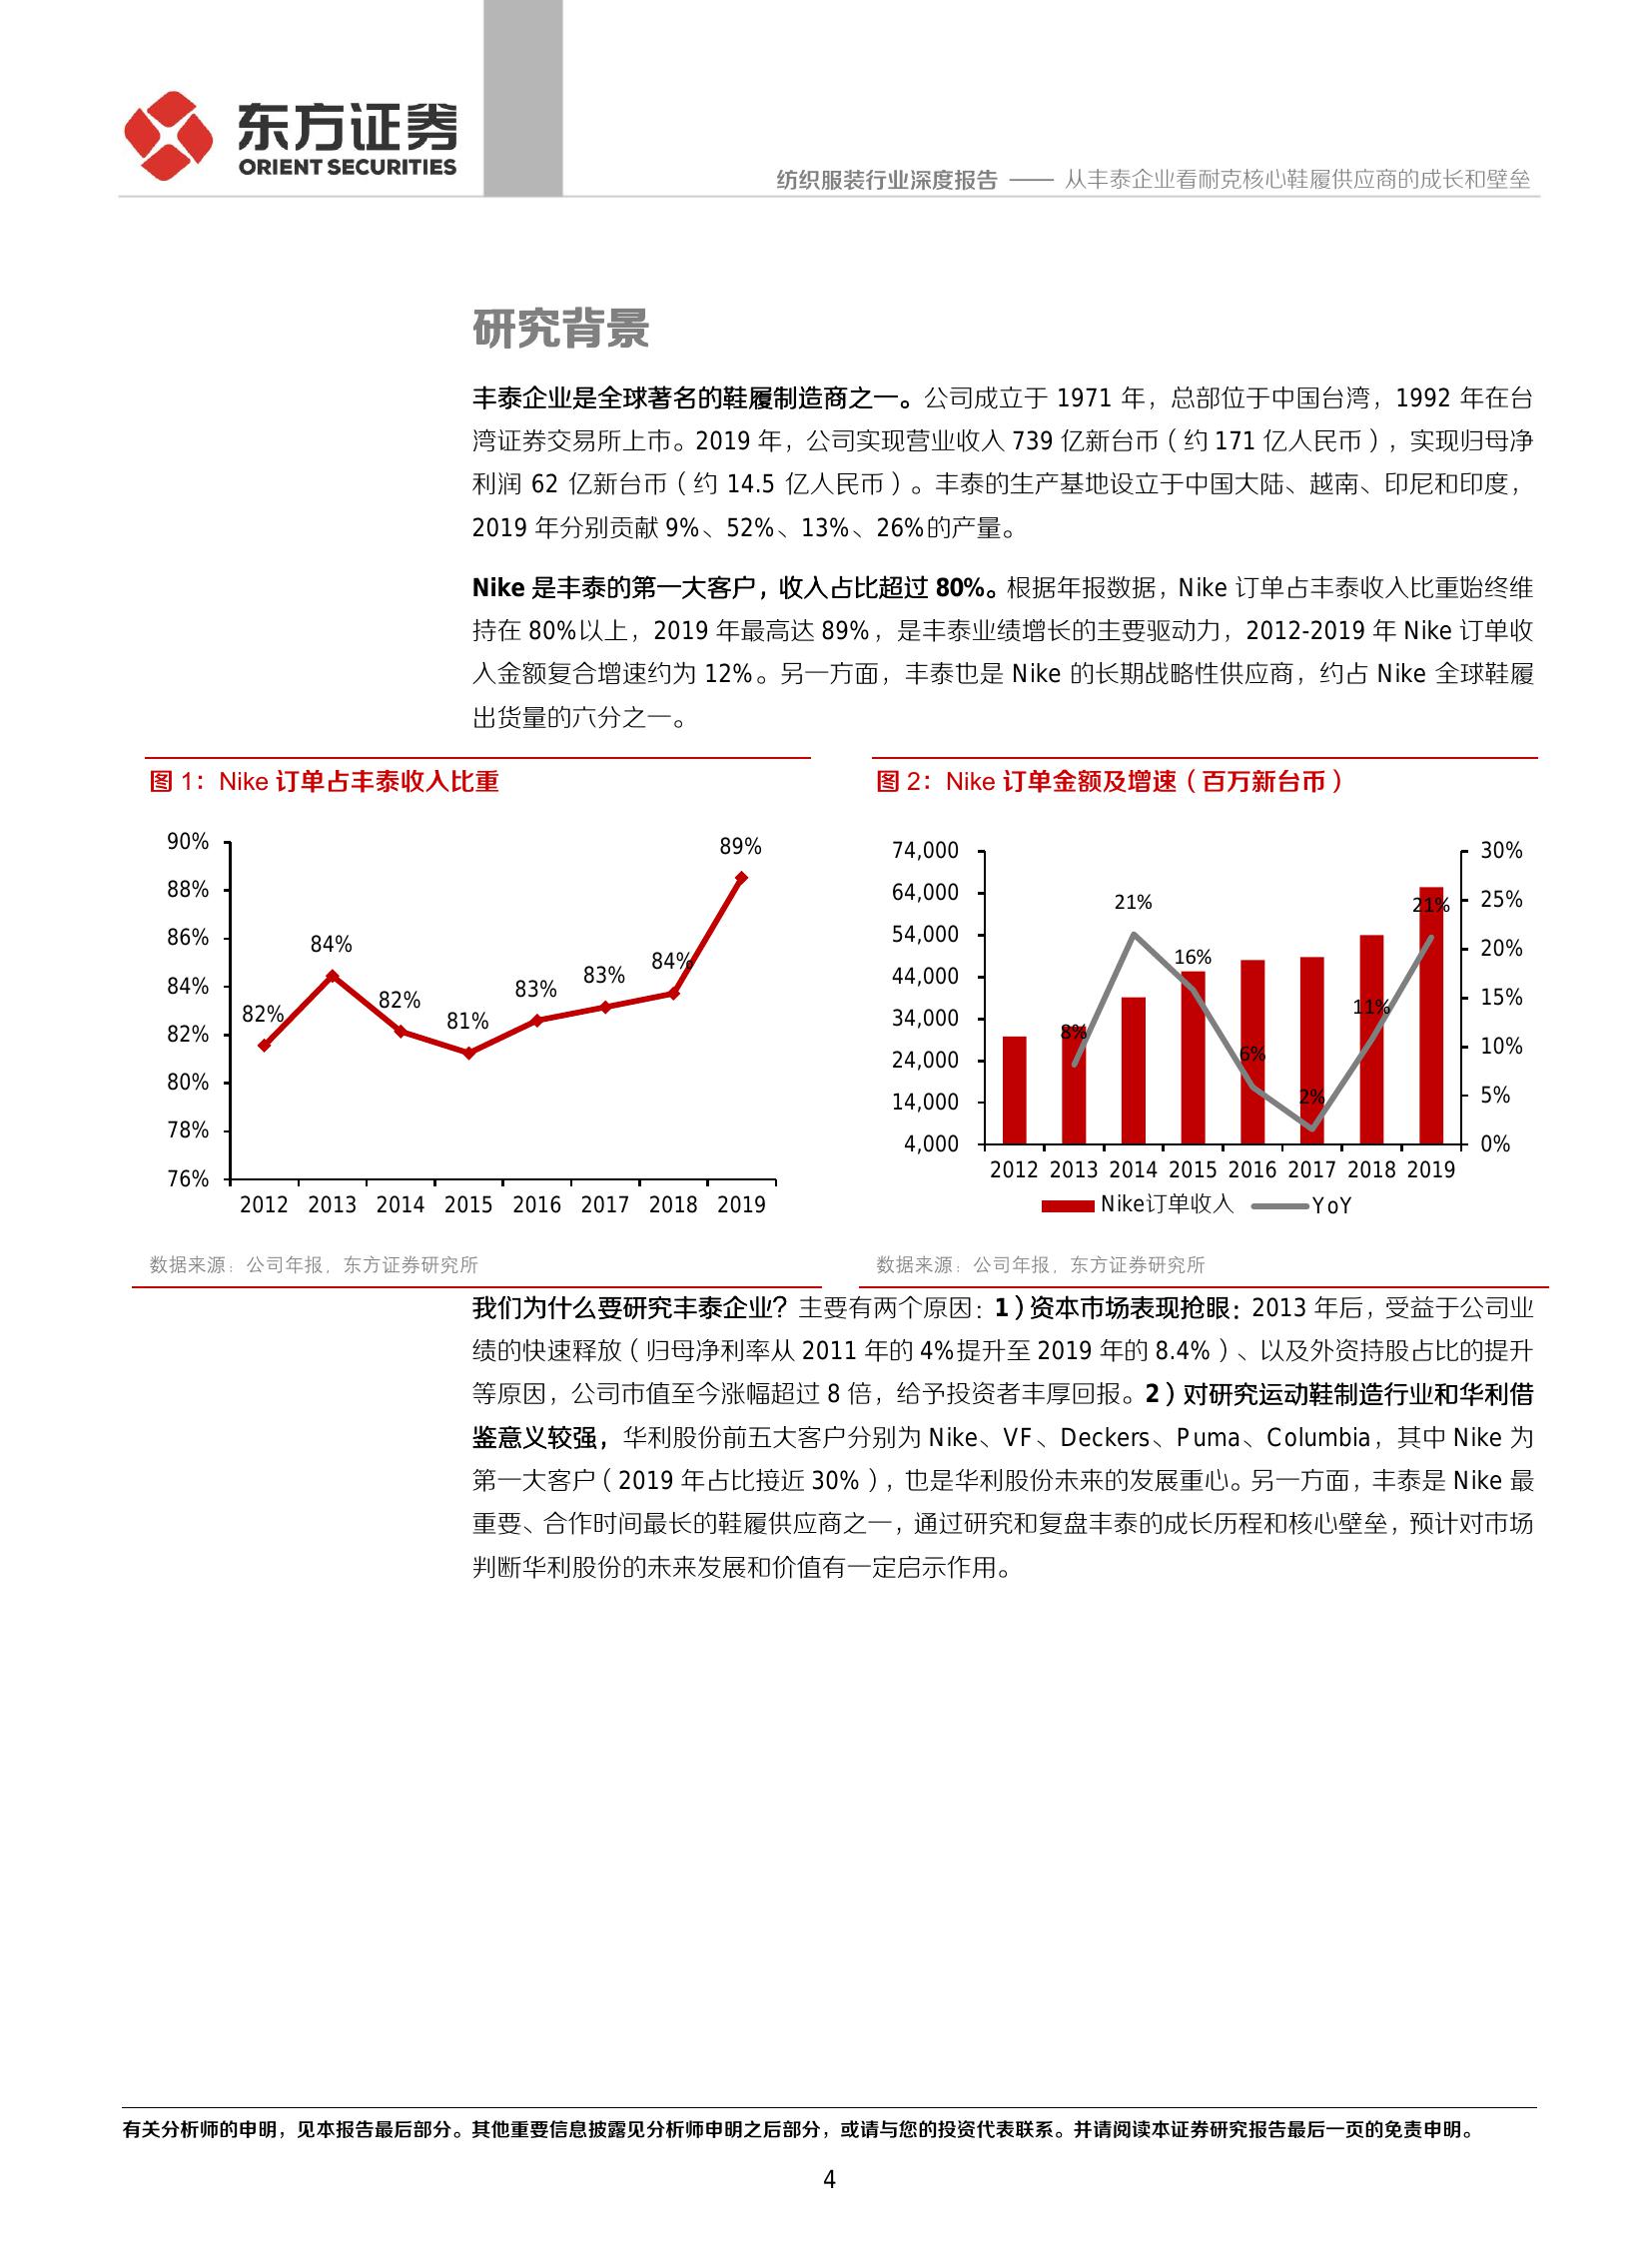 东方证券
ORIENT SECURITIES
纺织服装行业深度报告 —— 从丰泰企业看耐克核心鞋履供应商的成长和壁垒
研究背景
丰泰企业是全球著名的鞋履制造商之一。公司成立于 1971 年，总部位于中国台湾，1992 年在台
湾证券交易所上市。2019 年，公司实现营业收入 739 亿新台币（约 171 亿人民币），实现归母净
利润 62 亿新台币（约 14.5 亿人民币）。丰泰的生产基地设立于中国大陆、越南、印尼和印度，
2019 年分别贡献 9%、52%、13%、26%的产量。
Nike 是丰泰的第一大客户，收入占比超过 80%。根据年报数据，Nike 订单占丰泰收入比重始终维
持在 80%以上，2019 年最高达 89%，是丰泰业绩增长的主要驱动力，2012-2019 年 Nike 订单收
入金额复合增速约为 12%。另一方面，丰泰也是 Nike 的长期战略性供应商，约占 Nike 全球鞋履
出货量的六分之一。
图 1：Nike 订单占丰泰收入比重
90%
88%
86%
84%
82%
80%
78%
76%
82%
84%
82%
81%
83%
83%
84%
89%
2012 2013 2014 2015 2016 2017 2018 2019
数据来源：公司年报，东方证券研究所
图 2：Nike 订单金额及增速（百万新台币）
74,000
64,000
54,000
44,000
34,000
24,000
14,000
4,000
8%
21%
16%
6%
2%
11%
21%
30%
25%
20%
15%
10%
5%
0%
2012 2013 2014 2015 2016 2017 2018 2019
Nike订单收入 YoY
数据来源：公司年报，东方证券研究所
我们为什么要研究丰泰企业？主要有两个原因：1）资本市场表现抢眼：2013 年后，受益于公司业
绩的快速释放（归母净利率从 2011 年的 4%提升至 2019 年的 8.4%）、以及外资持股占比的提升
等原因，公司市值至今涨幅超过 8 倍，给予投资者丰厚回报。2）对研究运动鞋制造行业和华利借
鉴意义较强，华利股份前五大客户分别为 Nike、VF、Deckers、Puma、Columbia，其中 Nike 为
第一大客户（2019 年占比接近 30%），也是华利股份未来的发展重心。另一方面，丰泰是 Nike 最
重要、合作时间最长的鞋履供应商之一，通过研究和复盘丰泰的成长历程和核心壁垒，预计对市场
判断华利股份的未来发展和价值有一定启示作用。
有关分析师的申明，见本报告最后部分。其他重要信息披露见分析师申明之后部分，或请与您的投资代表联系。并请阅读本证券研究报告最后一页的免责申明。
4